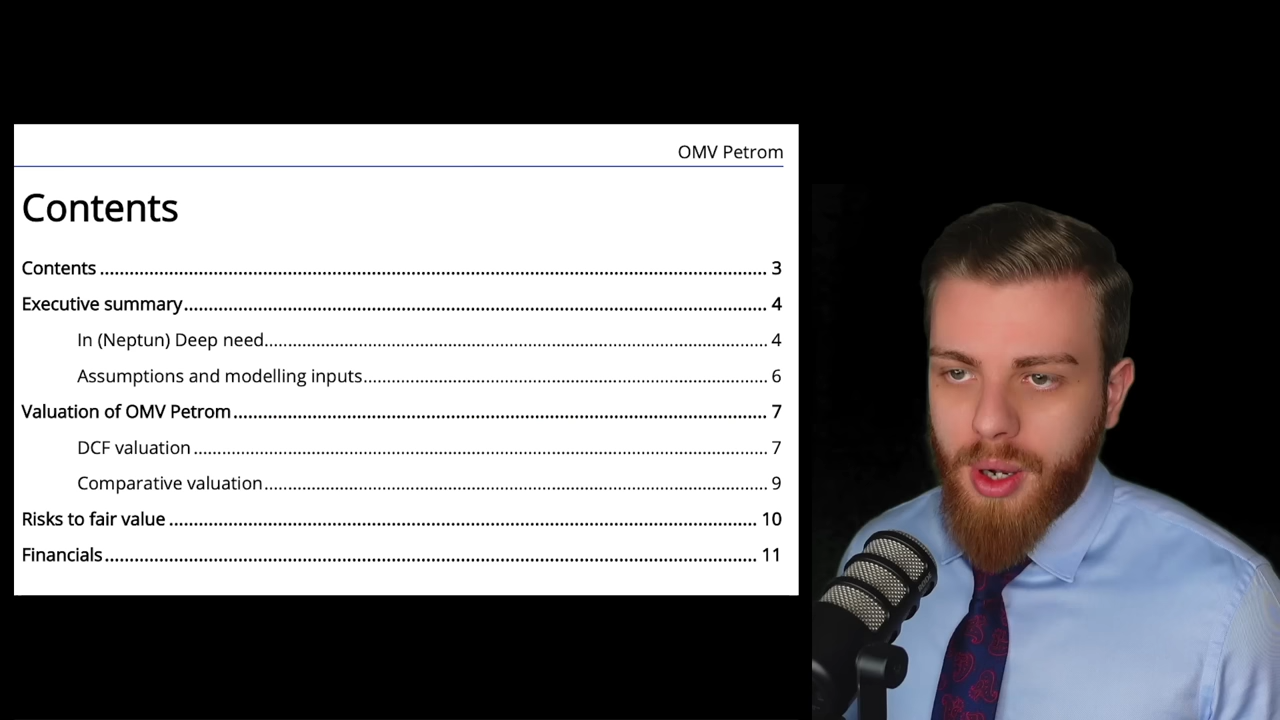 OMV Petrom
Contents
Contents ........ 3
Executive summary ........ 4
In (Neptun) Deep need ........ 4
Assumptions and modelling inputs ........ 6
Valuation of OMV Petrom ........ 7
DCF valuation ........ 7
Comparative valuation ........ 9
Risks to fair value ........ 10
Financials ........ 11